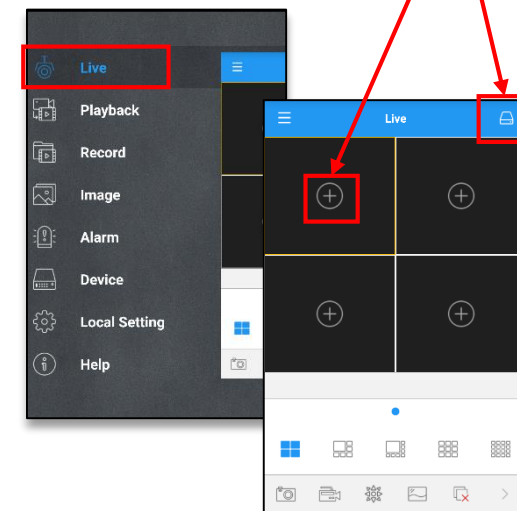 Live
Playback
Record
Image
Alarm
Device
Local Setting
Help
Live